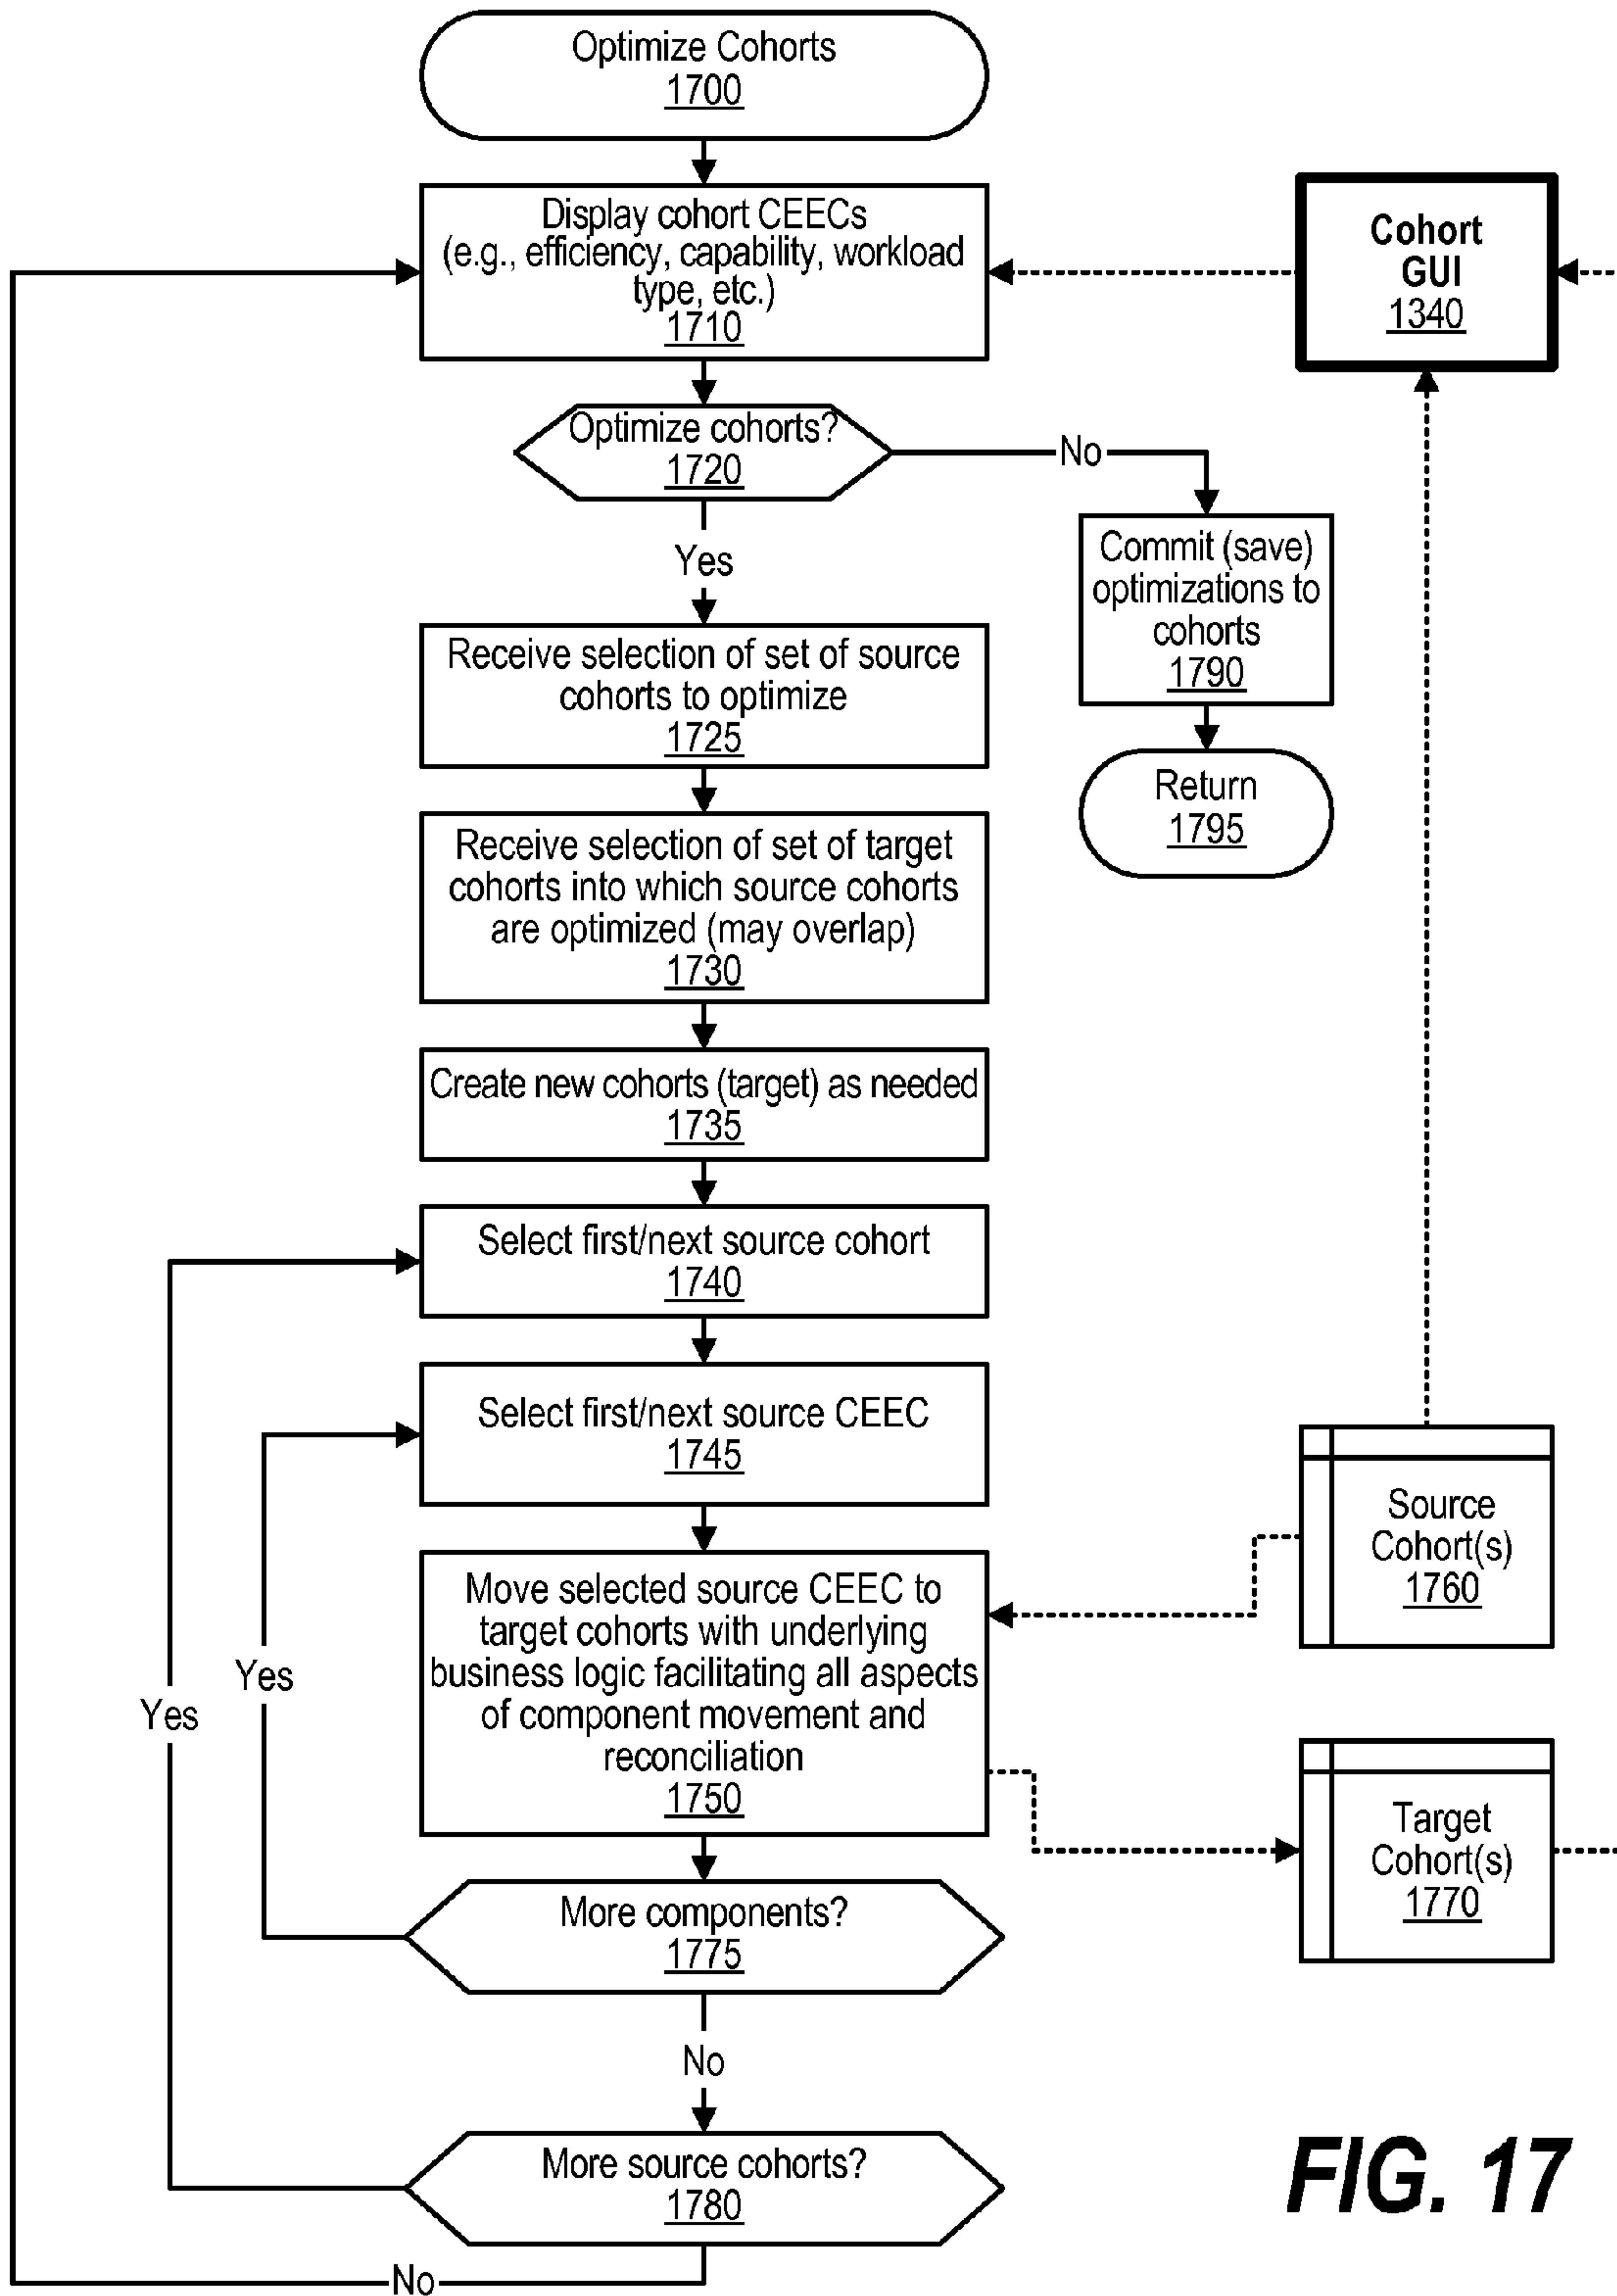 Optimize Cohorts
1700
Display cohort CEECs
(e.g., efficiency, capability, workload
type, etc.)
1710
Cohort
GUI
1340
Optimize cohorts?
1720
No
Yes
Commit (save)
optimizations to
cohorts
1790
Receive selection of set of source
cohorts to optimize
1725
Return
1795
Receive selection of set of target
cohorts into which source cohorts
are optimized (may overlap)
1730
Create new cohorts (target) as needed
1735
Select first/next source cohort
1740
Select first/next source CEEC
1745
Source
Cohort(s)
1760
Move selected source CEEC to
target cohorts with underlying
business logic facilitating all aspects
of component movement and
reconciliation
1750
Yes
Yes
Target
Cohort(s)
1770
More components?
1775
No
More source cohorts?
1780
No
FIG. 17